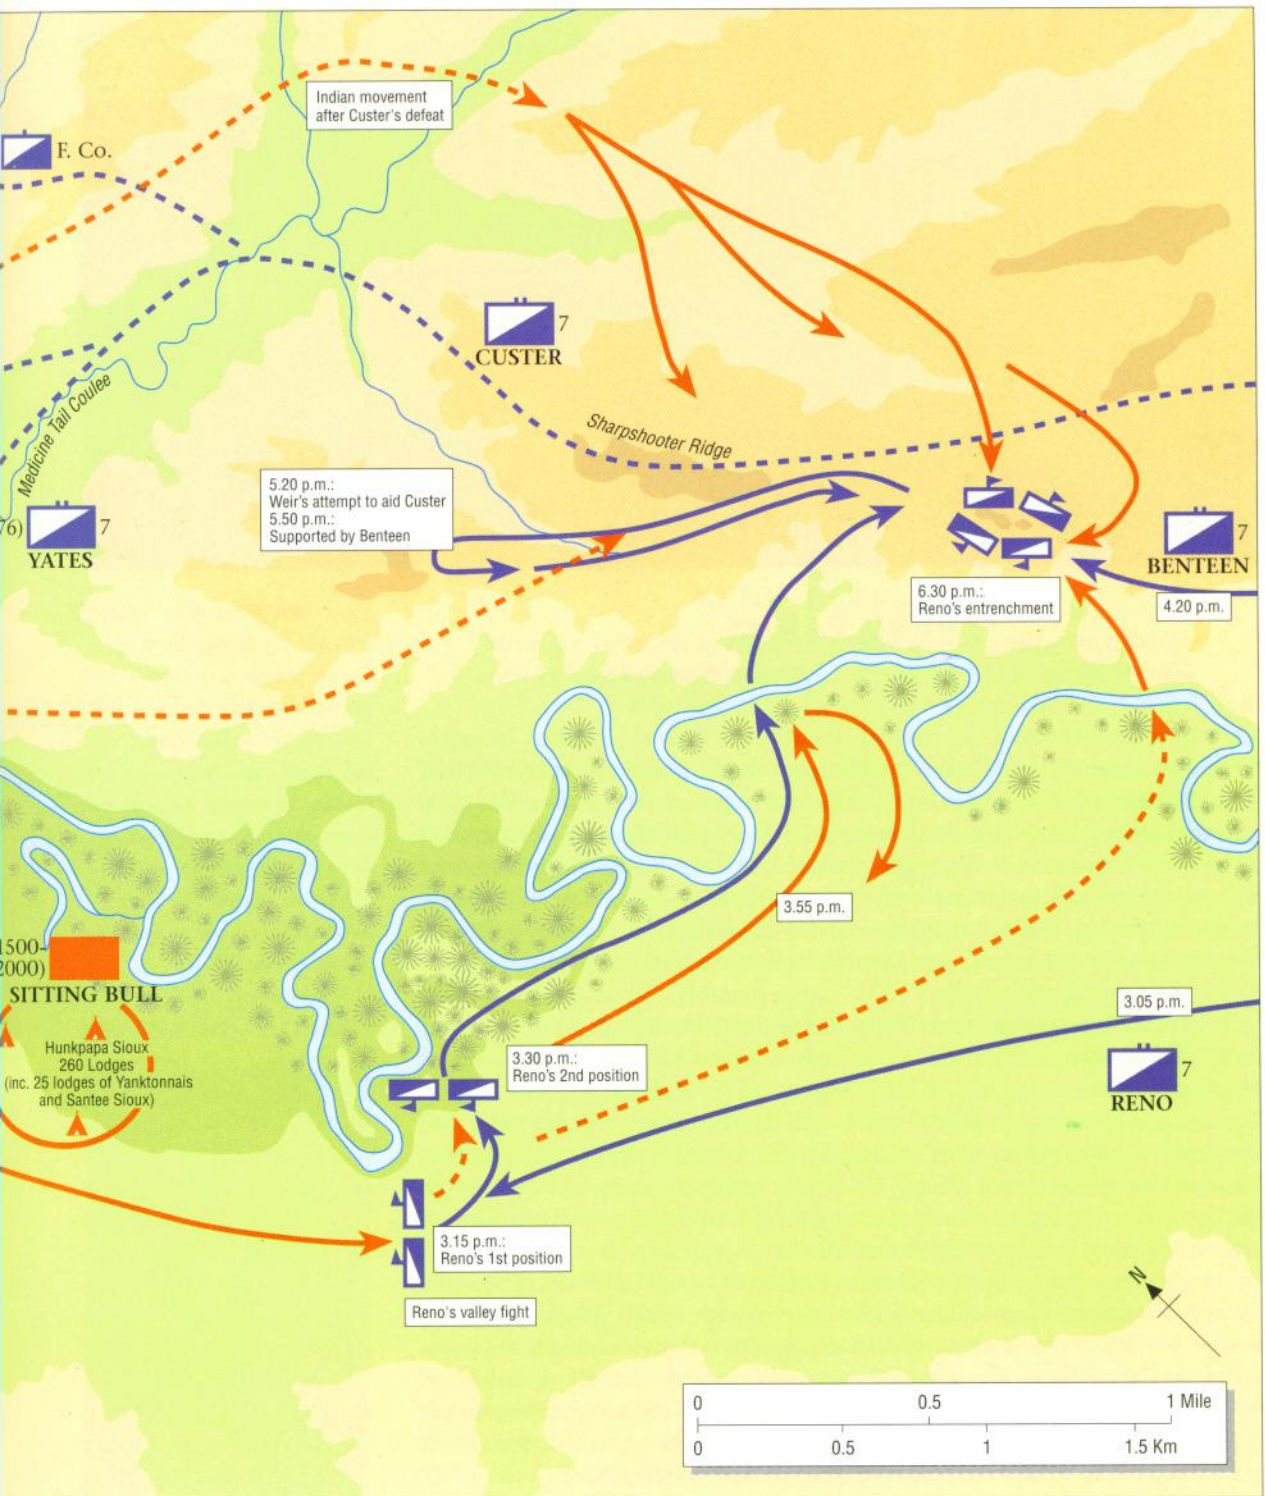 Indian movement
after Custer's defeat
F. Co.
7
CUSTER
Sharpshooter Ridge
Medicine Tail Coulee
5.20 p.m.:
Weir's attempt to aid Custer
5.50 p.m.:
Supported by Benteen
76)
7
YATES
7
BENTEEN
6.30 p.m.:
Reno's entrenchment
4.20 p.m.
3.55 p.m.
1500-
2000)
SITTING BULL
Hunkpapa Sioux
260 Lodges
(inc. 25 lodges of Yanktonnais
and Santee Sioux)
3.05 p.m.
3.30 p.m.:
Reno's 2nd position
7
RENO
3.15 p.m.:
Reno's 1st position
Reno's valley fight
N
0 0.5 1 Mile
0 0.5 1 1.5 Km